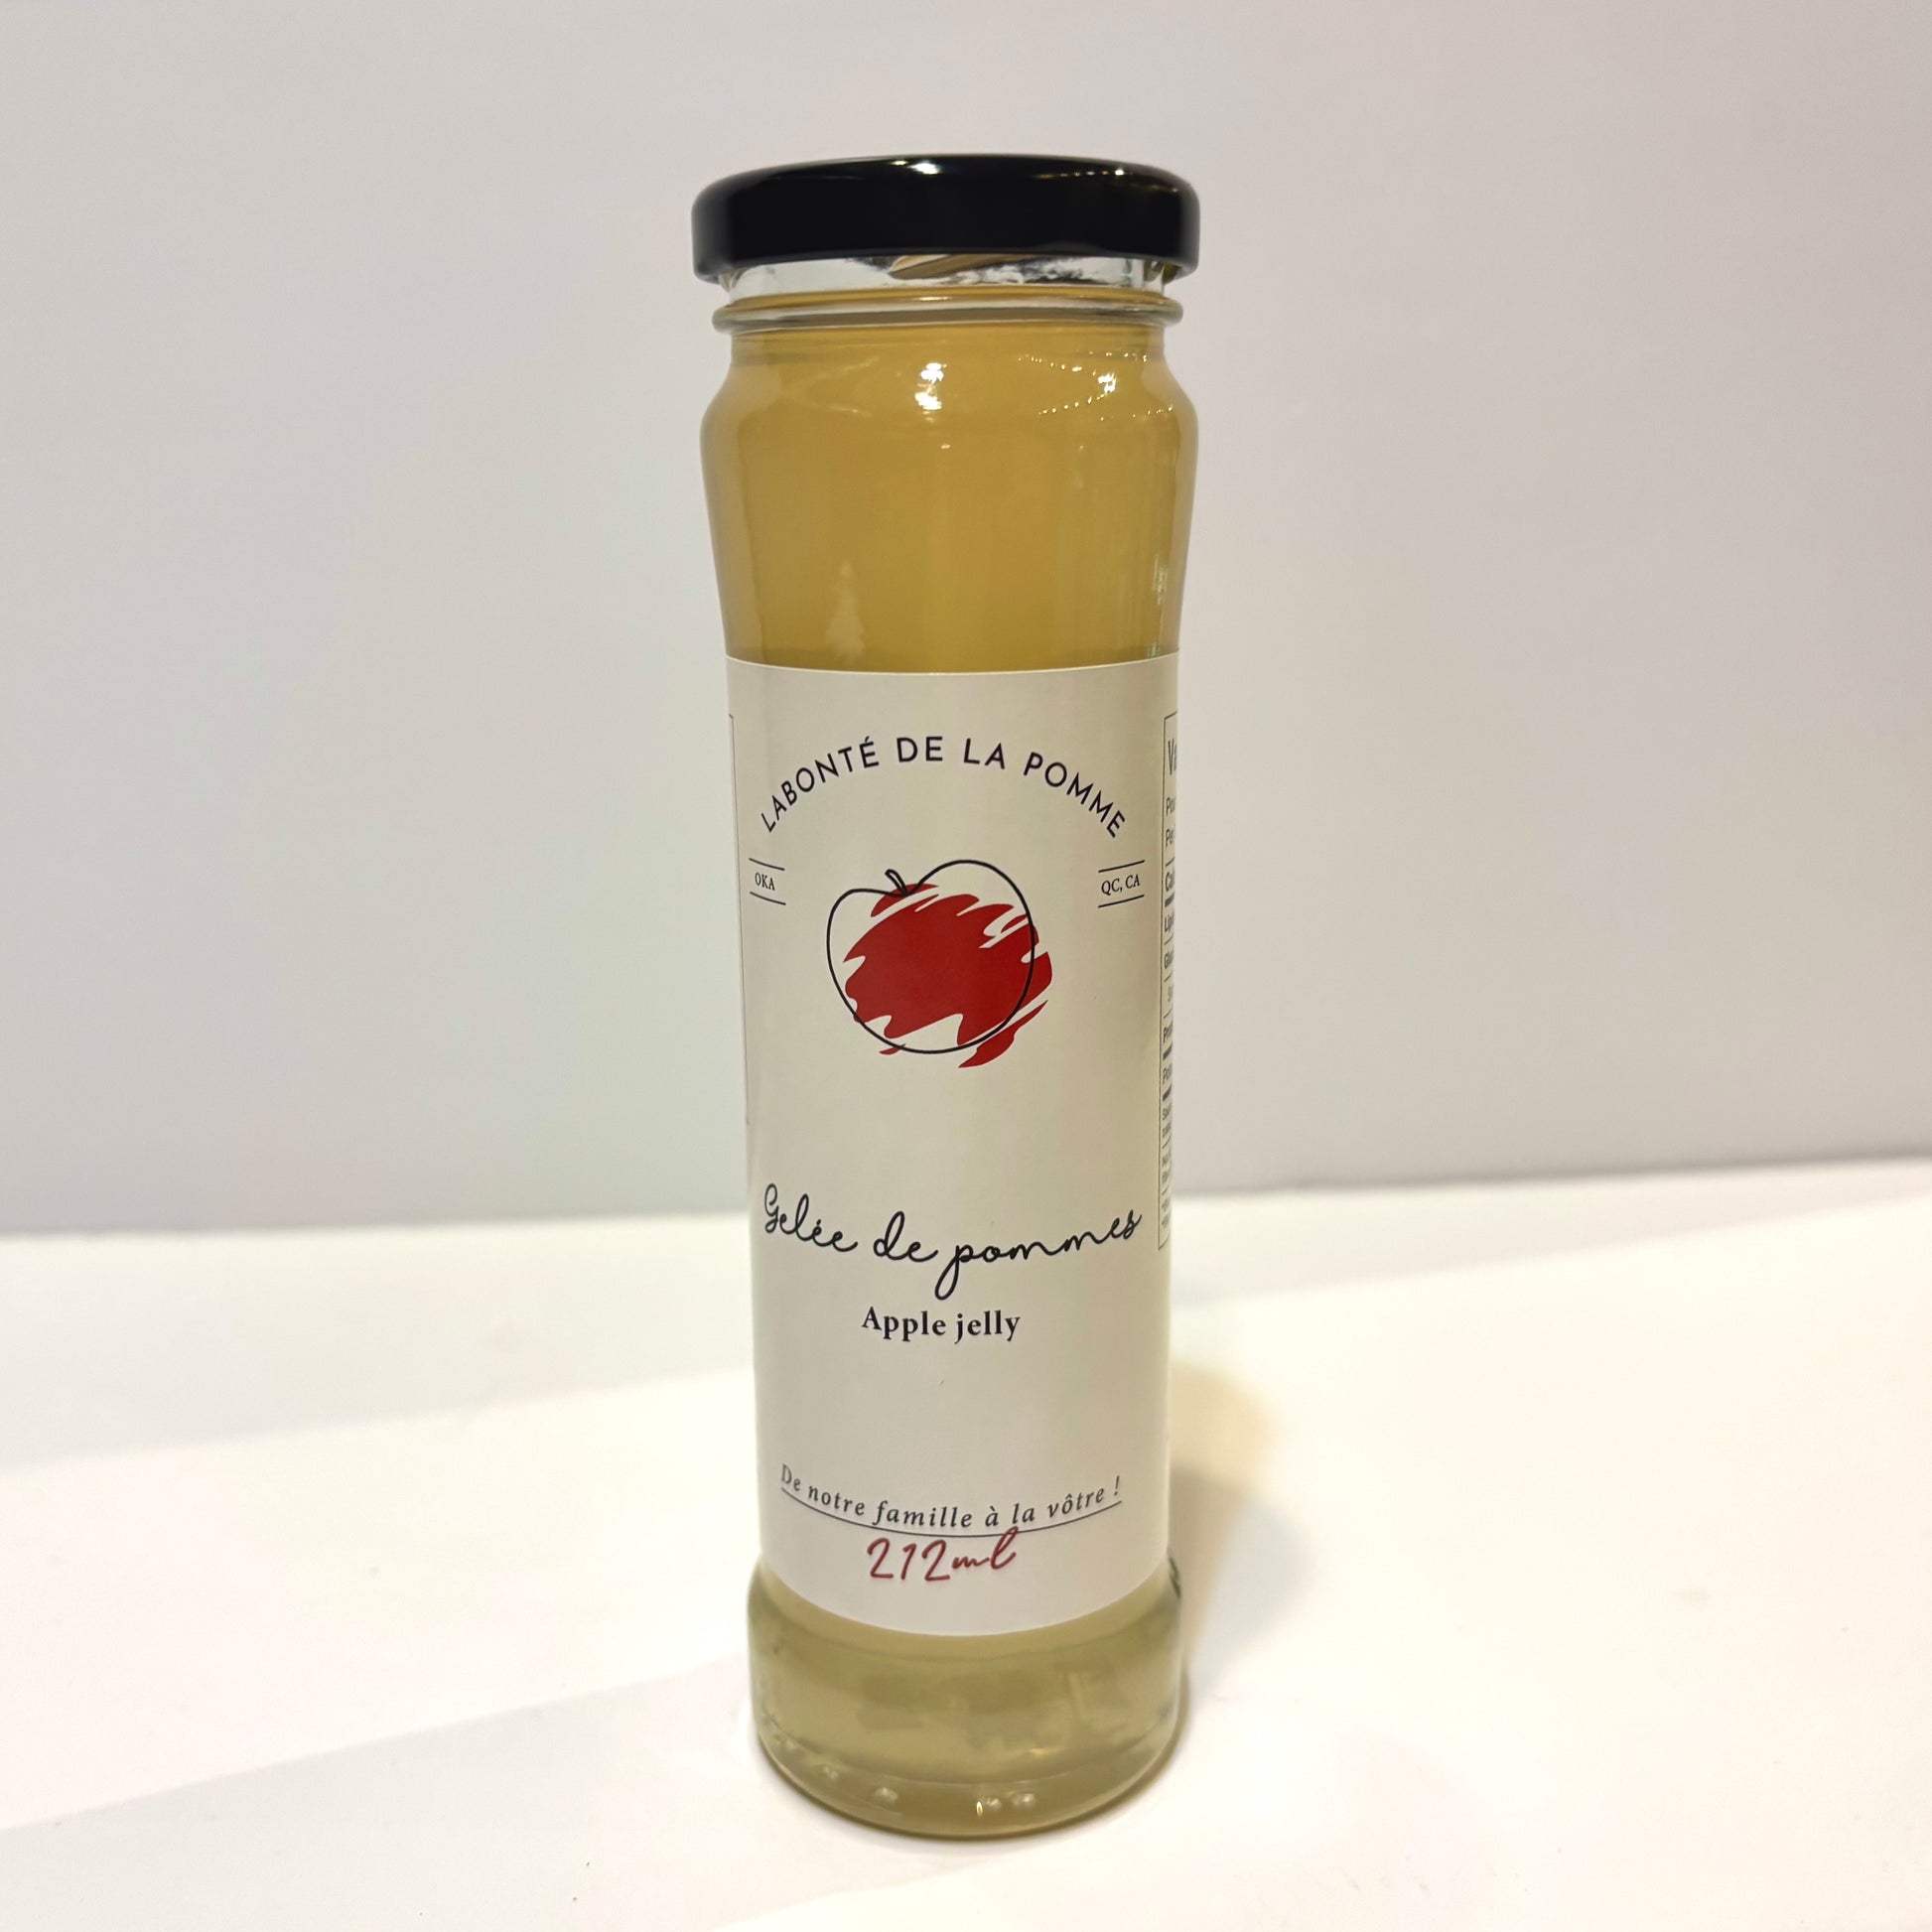 LABONTÉ DE LA POMME
OKA
QC, CA
Gelée de pommes
Apple jelly
De notre famille à la vôtre !
212ml